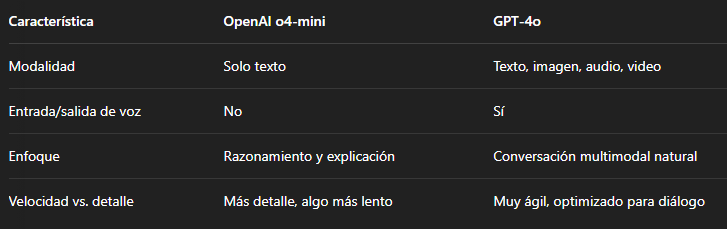 Característica OpenAI o4-mini GPT-4o
Modalidad Solo texto Texto, imagen, audio, video
Entrada/salida de voz No Sí
Enfoque Razonamiento y explicación Conversación multimodal natural
Velocidad vs. detalle Más detalle, algo más lento Muy ágil, optimizado para diálogo